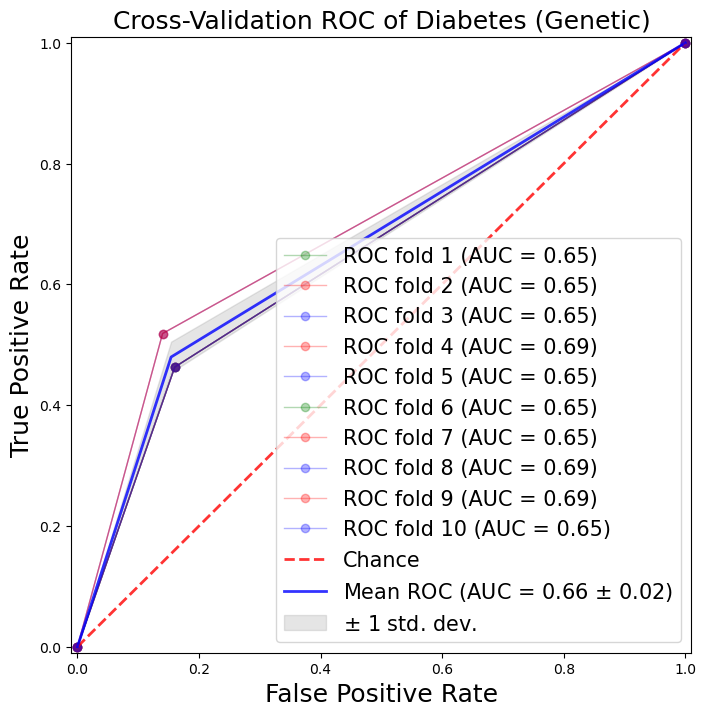 Cross-Validation ROC of Diabetes (Genetic)
True Positive Rate
1.0
0.8
0.6
0.4
0.2
0.0
ROC fold 1 (AUC = 0.65)
ROC fold 2 (AUC = 0.65)
ROC fold 3 (AUC = 0.65)
ROC fold 4 (AUC = 0.69)
ROC fold 5 (AUC = 0.65)
ROC fold 6 (AUC = 0.65)
ROC fold 7 (AUC = 0.65)
ROC fold 8 (AUC = 0.69)
ROC fold 9 (AUC = 0.69)
ROC fold 10 (AUC = 0.65)
Chance
Mean ROC (AUC = 0.66 ± 0.02)
± 1 std. dev.
0.0 0.2 0.4 0.6 0.8 1.0
False Positive Rate